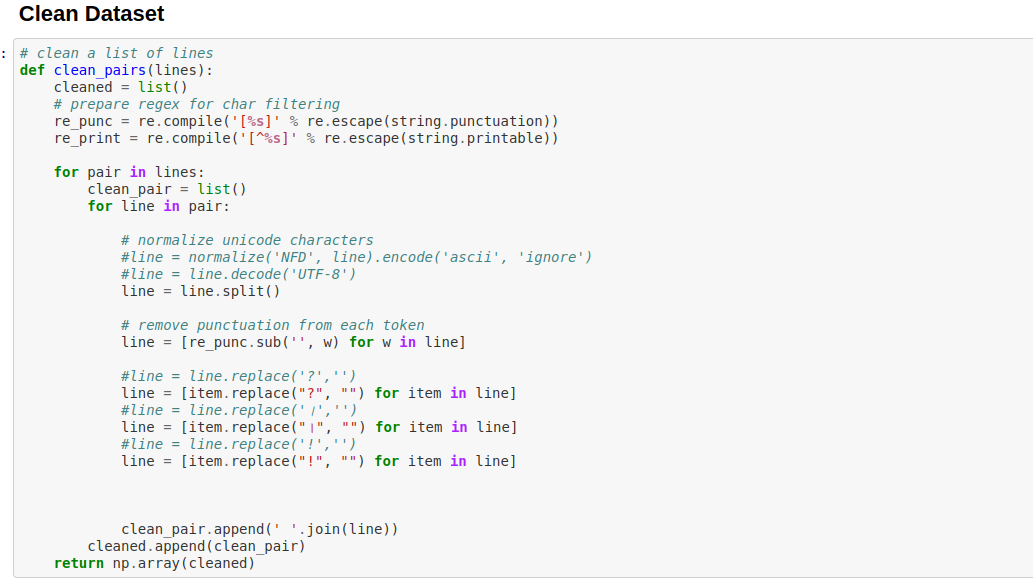 Clean Dataset
: # clean a list of lines
def clean_pairs(lines):
    cleaned = list()
    # prepare regex for char filtering
    re_punc = re.compile('[%s]' % re.escape(string.punctuation))
    re_print = re.compile('[^%s]' % re.escape(string.printable))
    for pair in lines:
        clean_pair = list()
        for line in pair:
            # normalize unicode characters
            #line = normalize('NFD', line).encode('ascii', 'ignore')
            #line = line.decode('UTF-8')
            line = line.split()
            # remove punctuation from each token
            line = [re_punc.sub('', w) for w in line]
            #line = line.replace('?','')
            line = [item.replace("?", "") for item in line]
            #line = line.replace('।','')
            line = [item.replace("।", "") for item in line]
            #line = line.replace('!','')
            line = [item.replace("!", "") for item in line]
            clean_pair.append(' '.join(line))
        cleaned.append(clean_pair)
    return np.array(cleaned)